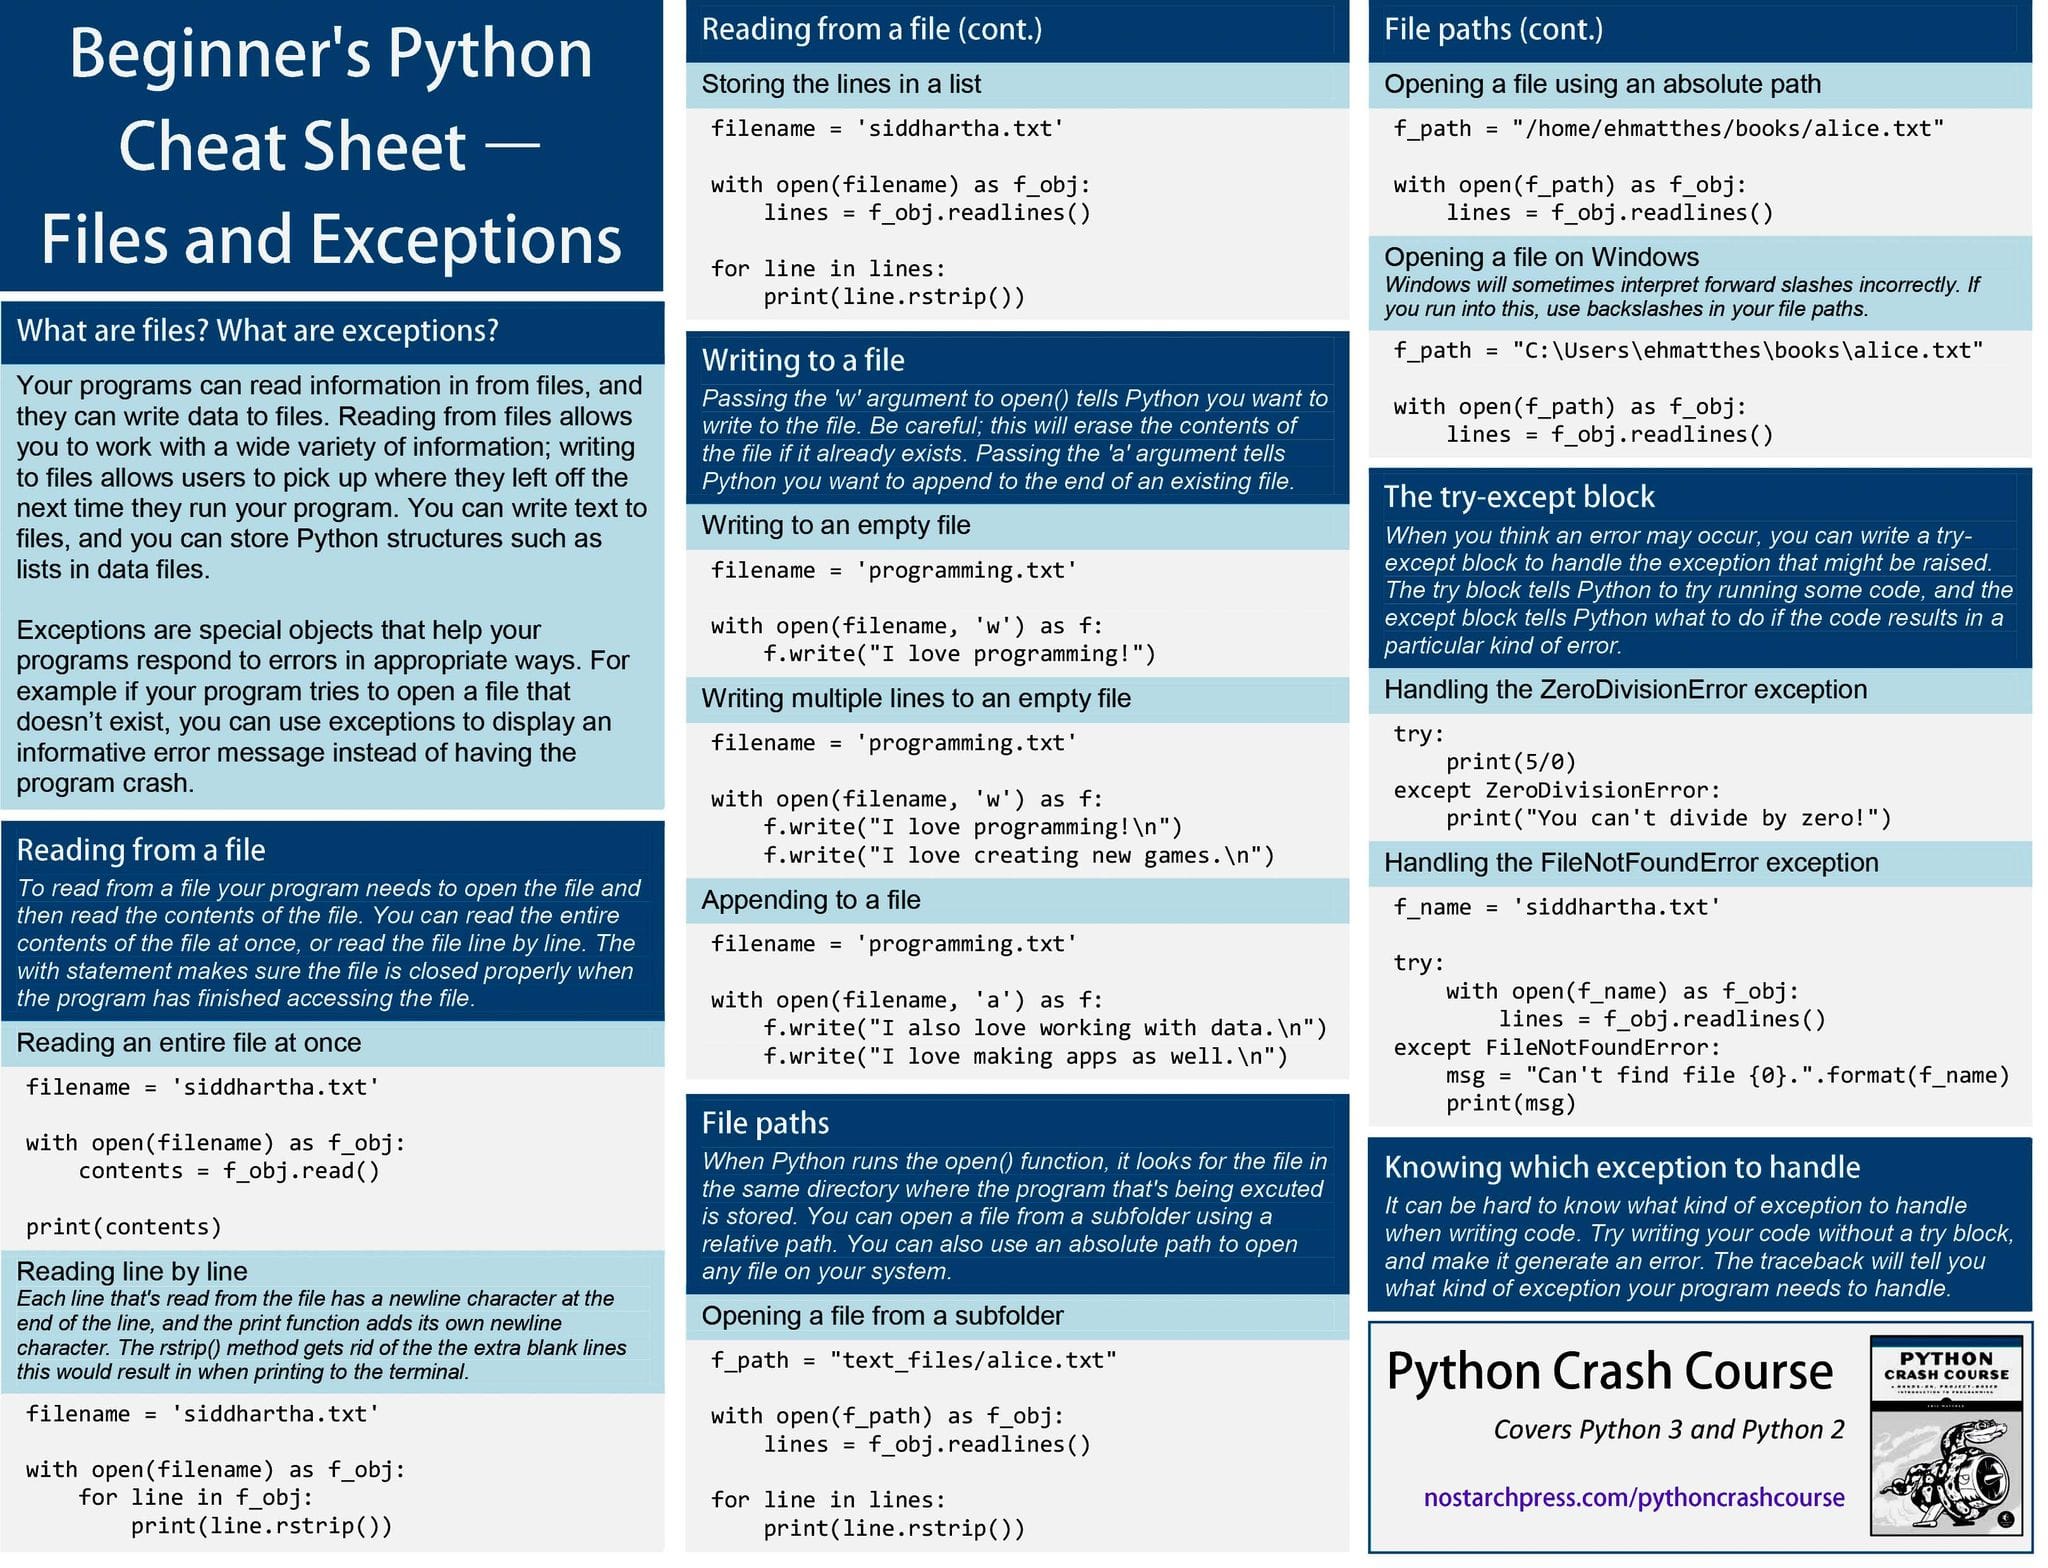 Beginner's Python
Cheat Sheet —
Files and Exceptions
What are files? What are exceptions?
Your programs can read information in from files, and
they can write data to files. Reading from files allows
you to work with a wide variety of information; writing
to files allows users to pick up where they left off the
next time they run your program. You can write text to
files, and you can store Python structures such as
lists in data files.
Exceptions are special objects that help your
programs respond to errors in appropriate ways. For
example if your program tries to open a file that
doesn’t exist, you can use exceptions to display an
informative error message instead of having the
program crash.
Reading from a file
To read from a file your program needs to open the file and
then read the contents of the file. You can read the entire
contents of the file at once, or read the file line by line. The
with statement makes sure the file is closed properly when
the program has finished accessing the file.
Reading an entire file at once
filename = 'siddhartha.txt'
with open(filename) as f_obj:
    contents = f_obj.read()
print(contents)
Reading line by line
Each line that's read from the file has a newline character at the
end of the line, and the print function adds its own newline
character. The rstrip() method gets rid of the the extra blank lines
this would result in when printing to the terminal.
filename = 'siddhartha.txt'
with open(filename) as f_obj:
    for line in f_obj:
        print(line.rstrip())
Reading from a file (cont.)
Storing the lines in a list
filename = 'siddhartha.txt'
with open(filename) as f_obj:
    lines = f_obj.readlines()
for line in lines:
    print(line.rstrip())
Writing to a file
Passing the 'w' argument to open() tells Python you want to
write to the file. Be careful; this will erase the contents of
the file if it already exists. Passing the 'a' argument tells
Python you want to append to the end of an existing file.
Writing to an empty file
filename = 'programming.txt'
with open(filename, 'w') as f:
    f.write("I love programming!")
Writing multiple lines to an empty file
filename = 'programming.txt'
with open(filename, 'w') as f:
    f.write("I love programming!\n")
    f.write("I love creating new games.\n")
Appending to a file
filename = 'programming.txt'
with open(filename, 'a') as f:
    f.write("I also love working with data.\n")
    f.write("I love making apps as well.\n")
File paths
When Python runs the open() function, it looks for the file in
the same directory where the program that's being excuted
is stored. You can open a file from a subfolder using a
relative path. You can also use an absolute path to open
any file on your system.
Opening a file from a subfolder
f_path = "text_files/alice.txt"
with open(f_path) as f_obj:
    lines = f_obj.readlines()
for line in lines:
    print(line.rstrip())
File paths (cont.)
Opening a file using an absolute path
f_path = "/home/ehmatthes/books/alice.txt"
with open(f_path) as f_obj:
    lines = f_obj.readlines()
Opening a file on Windows
Windows will sometimes interpret forward slashes incorrectly. If
you run into this, use backslashes in your file paths.
f_path = "C:\Users\ehmatthes\books\alice.txt"
with open(f_path) as f_obj:
    lines = f_obj.readlines()
The try-except block
When you think an error may occur, you can write a try-
except block to handle the exception that might be raised.
The try block tells Python to try running some code, and the
except block tells Python what to do if the code results in a
particular kind of error.
Handling the ZeroDivisionError exception
try:
    print(5/0)
except ZeroDivisionError:
    print("You can't divide by zero!")
Handling the FileNotFoundError exception
f_name = 'siddhartha.txt'
try:
    with open(f_name) as f_obj:
        lines = f_obj.readlines()
except FileNotFoundError:
    msg = "Can't find file {0}.".format(f_name)
    print(msg)
Knowing which exception to handle
It can be hard to know what kind of exception to handle
when writing code. Try writing your code without a try block,
and make it generate an error. The traceback will tell you
what kind of exception your program needs to handle.
Python Crash Course
Covers Python 3 and Python 2
nostarchpress.com/pythoncrashcourse
PYTHON
CRASH COURSE
A HANDS-ON, PROJECT-BASED
INTRODUCTION TO PROGRAMMING